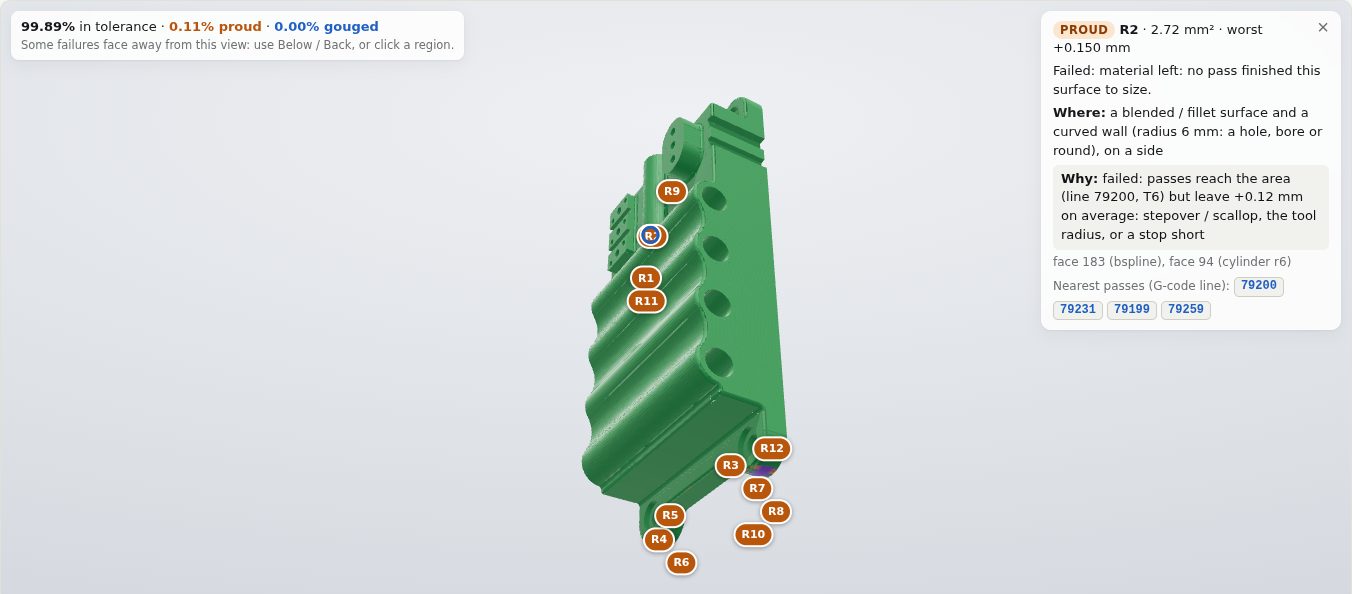 99.89% in tolerance · 0.11% proud · 0.00% gouged
Some failures face away from this view: use Below / Back, or click a region.
PROUD R2 · 2.72 mm² · worst
+0.150 mm
×
Failed: material left: no pass finished this
surface to size.
Where: a blended / fillet surface and a
curved wall (radius 6 mm: a hole, bore or
round), on a side
Why: failed: passes reach the area
(line 79200, T6) but leave +0.12 mm
on average: stepover / scallop, the tool
radius, or a stop short
face 183 (bspline), face 94 (cylinder r6)
Nearest passes (G-code line): 79200
79231 79199 79259
R9
R1
R11
R12
R3
R7
R8
R5
R10
R4
R6